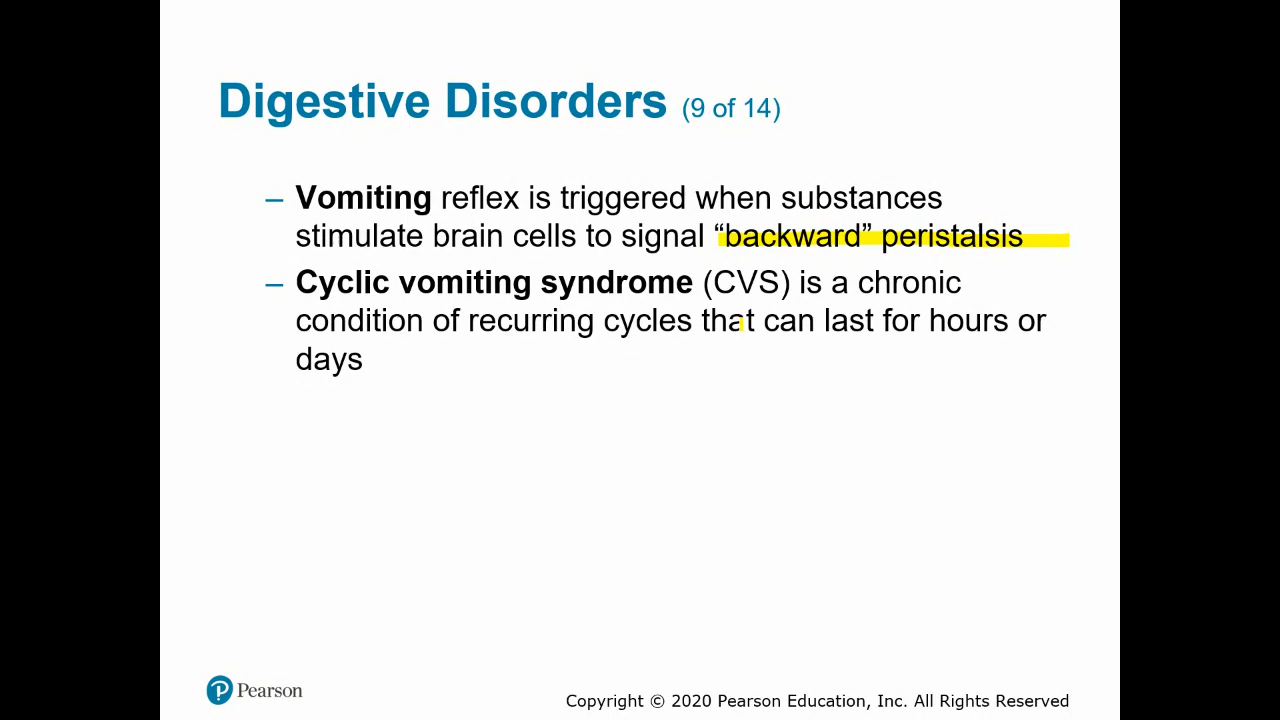 Digestive Disorders (9 of 14)
– Vomiting reflex is triggered when substances
stimulate brain cells to signal “backward” peristalsis
– Cyclic vomiting syndrome (CVS) is a chronic
condition of recurring cycles that can last for hours or
days
Pearson
Copyright © 2020 Pearson Education, Inc. All Rights Reserved